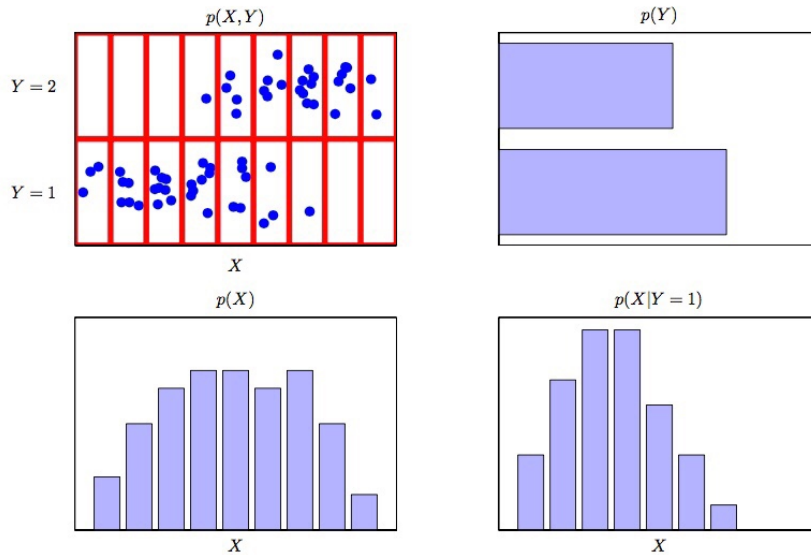 p(X, Y)
p(Y)
Y = 2
Y = 1
X
p(X)
p(X|Y = 1)
X
X